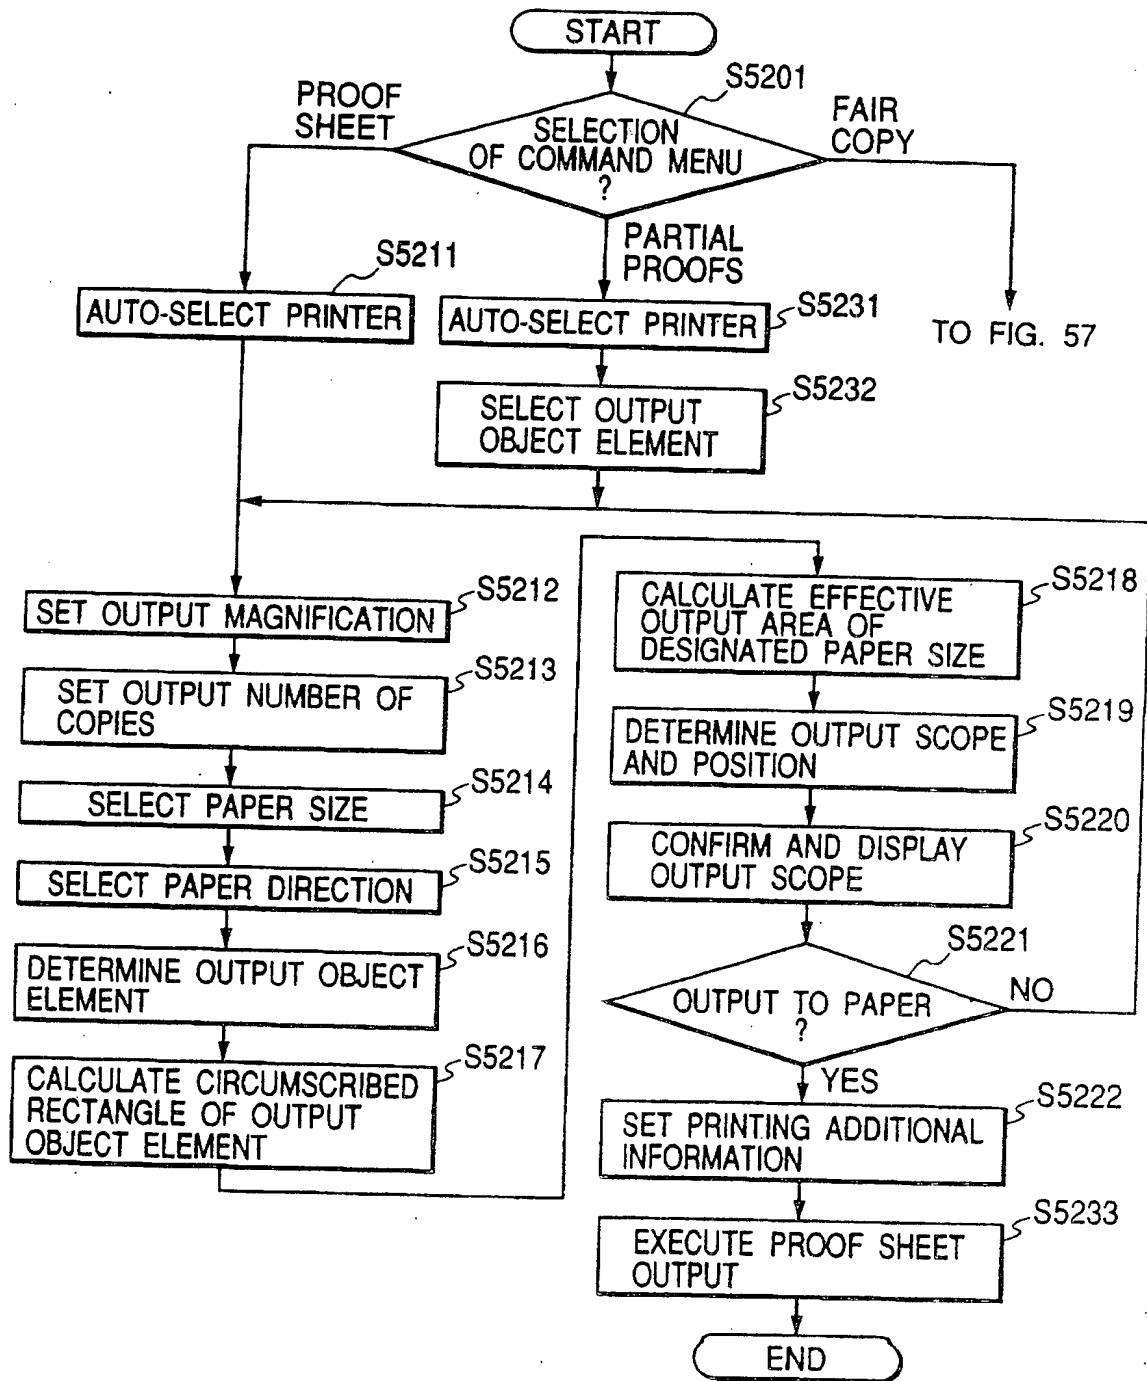 START
S5201
PROOF
SHEET
SELECTION
OF COMMAND MENU
?
FAIR
COPY
PARTIAL
PROOFS
S5211
AUTO-SELECT PRINTER
S5231
AUTO-SELECT PRINTER
TO FIG. 57
S5232
SELECT OUTPUT
OBJECT ELEMENT
S5212
SET OUTPUT MAGNIFICATION
S5213
SET OUTPUT NUMBER OF
COPIES
S5214
SELECT PAPER SIZE
S5215
SELECT PAPER DIRECTION
S5216
DETERMINE OUTPUT OBJECT
ELEMENT
S5217
CALCULATE CIRCUMSCRIBED
RECTANGLE OF OUTPUT
OBJECT ELEMENT
S5218
CALCULATE EFFECTIVE
OUTPUT AREA OF
DESIGNATED PAPER SIZE
S5219
DETERMINE OUTPUT SCOPE
AND POSITION
S5220
CONFIRM AND DISPLAY
OUTPUT SCOPE
S5221
OUTPUT TO PAPER
?
NO
YES
S5222
SET PRINTING ADDITIONAL
INFORMATION
S5233
EXECUTE PROOF SHEET
OUTPUT
END